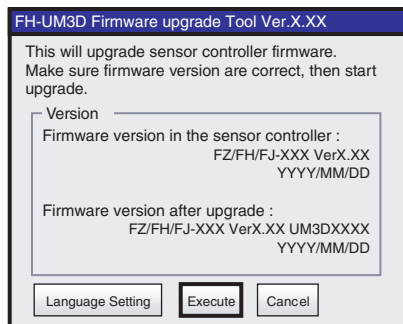 FH-UM3D Firmware upgrade Tool Ver.X.XX
This will upgrade sensor controller firmware.
Make sure firmware version are correct, then start
upgrade.
Version
Firmware version in the sensor controller :
FZ/FH/FJ-XXX VerX.XX
YYYY/MM/DD
Firmware version after upgrade :
FZ/FH/FJ-XXX VerX.XX UM3DXXXX
YYYY/MM/DD
Language Setting
Execute
Cancel